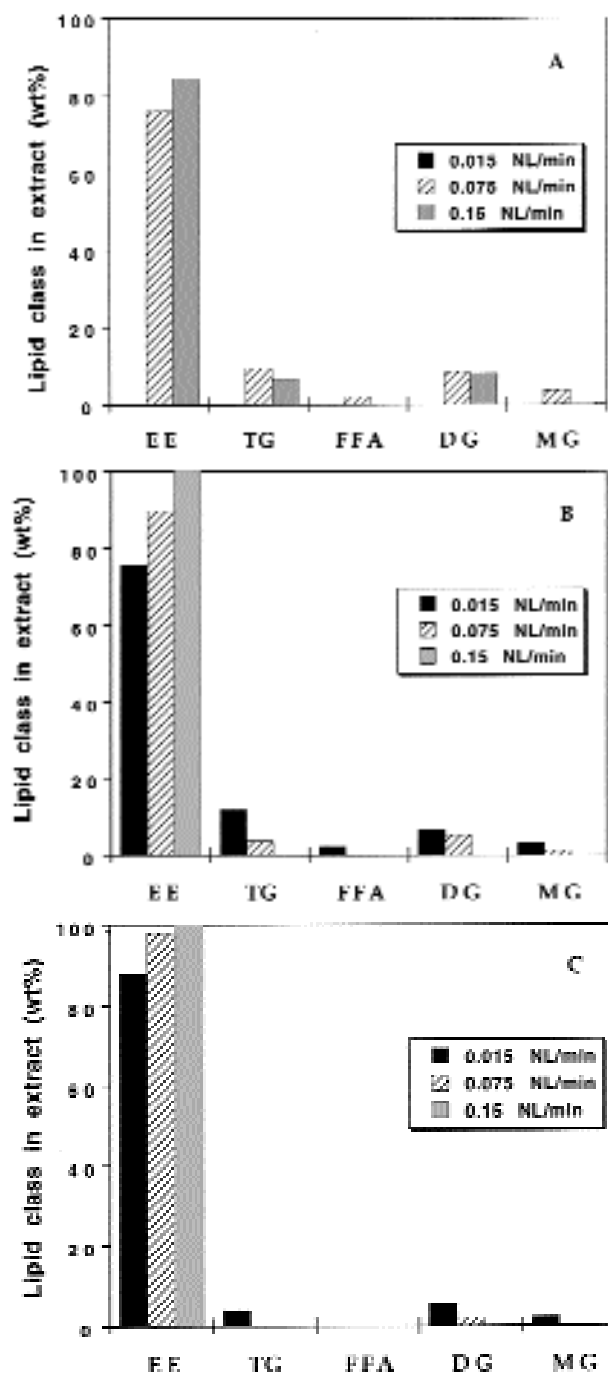 Lipid class in extract (wt%)
100
80
60
40
20
0
A
0.015 NL/min
0.075 NL/min
0.15 NL/min
EE TG FFA DG MG
Lipid class in extract (wt%)
100
80
60
40
20
0
B
0.015 NL/min
0.075 NL/min
0.15 NL/min
EE TG FFA DG MG
Lipid class in extract (wt%)
100
80
60
40
20
0
C
0.015 NL/min
0.075 NL/min
0.15 NL/min
EE TG FFA DG MG